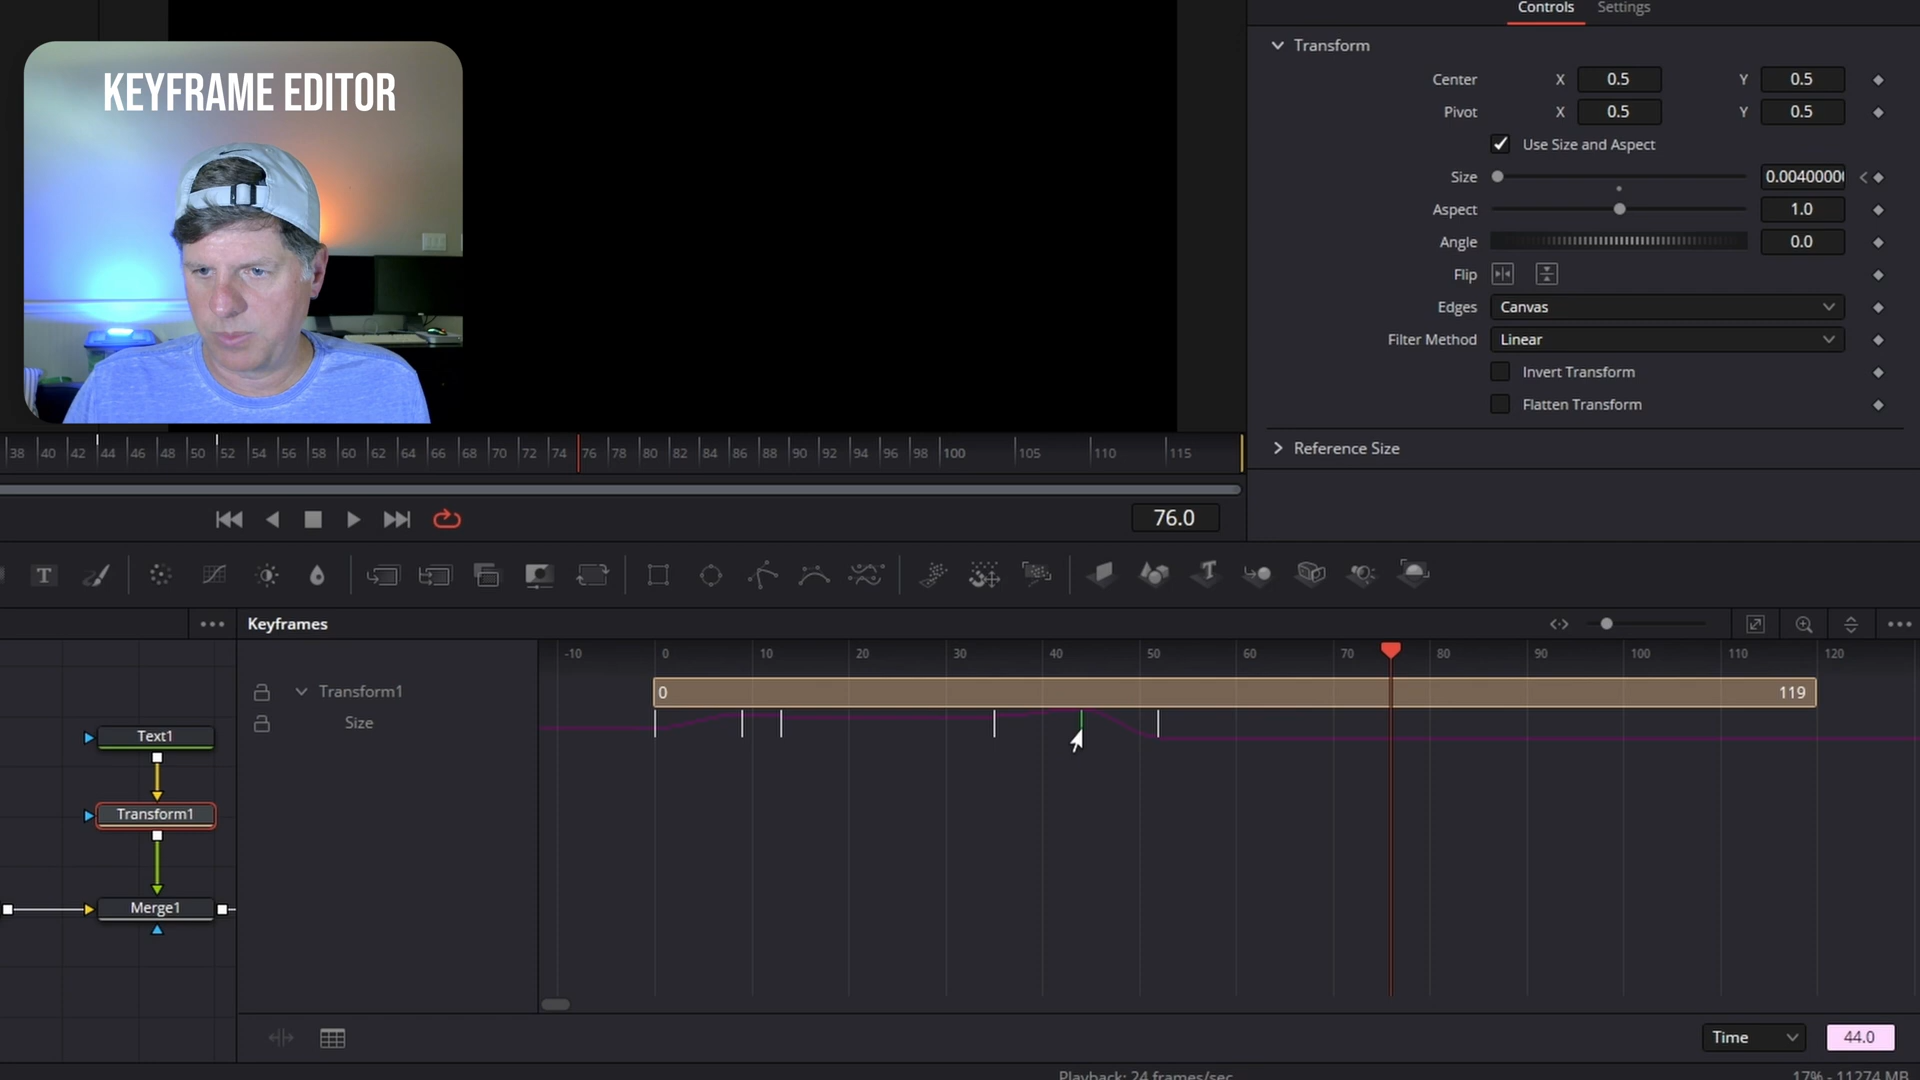 Controls Settings
Transform
KEYFRAME EDITOR
Center X 0.5 Y 0.5
Pivot X 0.5 Y 0.5
Use Size and Aspect
Size 0.00400000
Aspect 1.0
Angle 0.0
Flip
Edges Canvas
Filter Method Linear
Invert Transform
Flatten Transform
Reference Size
38 40 42 44 46 48 50 52 54 56 58 60 62 64 66 68 70 72 74 76 78 80 82 84 86 88 90 92 94 96 98 100 105 110 115
76.0
T
Keyframes
-10 0 10 20 30 40 50 60 70 80 90 100 110 120
Transform1
0 119
Size
Text1
Transform1
Merge1
Time 44.0
Playback: 24 frames/sec
17% - 11274 MB